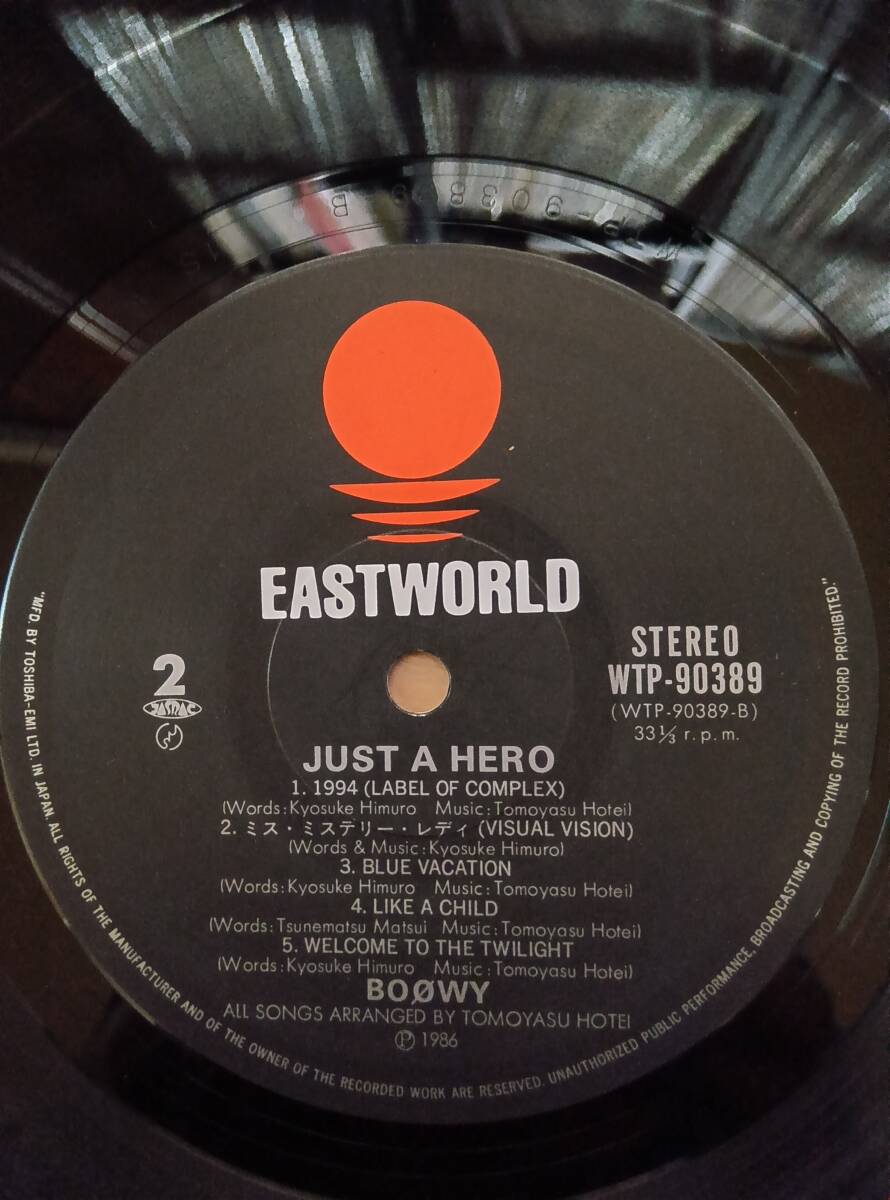 WTP-90389 B
EASTWORLD
2
JASRAC
STEREO
WTP-90389
(WTP-90389-B)
33⅓ r.p.m.
JUST A HERO
1. 1994 (LABEL OF COMPLEX)
(Words:Kyosuke Himuro Music:Tomoyasu Hotei)
2. ミス・ミステリー・レディ (VISUAL VISION)
(Words & Music:Kyosuke Himuro)
3. BLUE VACATION
(Words:Kyosuke Himuro Music:Tomoyasu Hotei)
4. LIKE A CHILD
(Words:Tsunematsu Matsui Music:Tomoyasu Hotei)
5. WELCOME TO THE TWILIGHT
(Words:Kyosuke Himuro Music:Tomoyasu Hotei)
BOØWY
ALL SONGS ARRANGED BY TOMOYASU HOTEI
Ⓟ 1986
"MFD. BY TOSHIBA-EMI LTD. IN JAPAN. ALL RIGHTS OF THE MANUFACTURER AND OF THE OWNER OF THE RECORDED WORK ARE RESERVED. UNAUTHORIZED PUBLIC PERFORMANCE, BROADCASTING AND COPYING OF THE RECORD PROHIBITED."